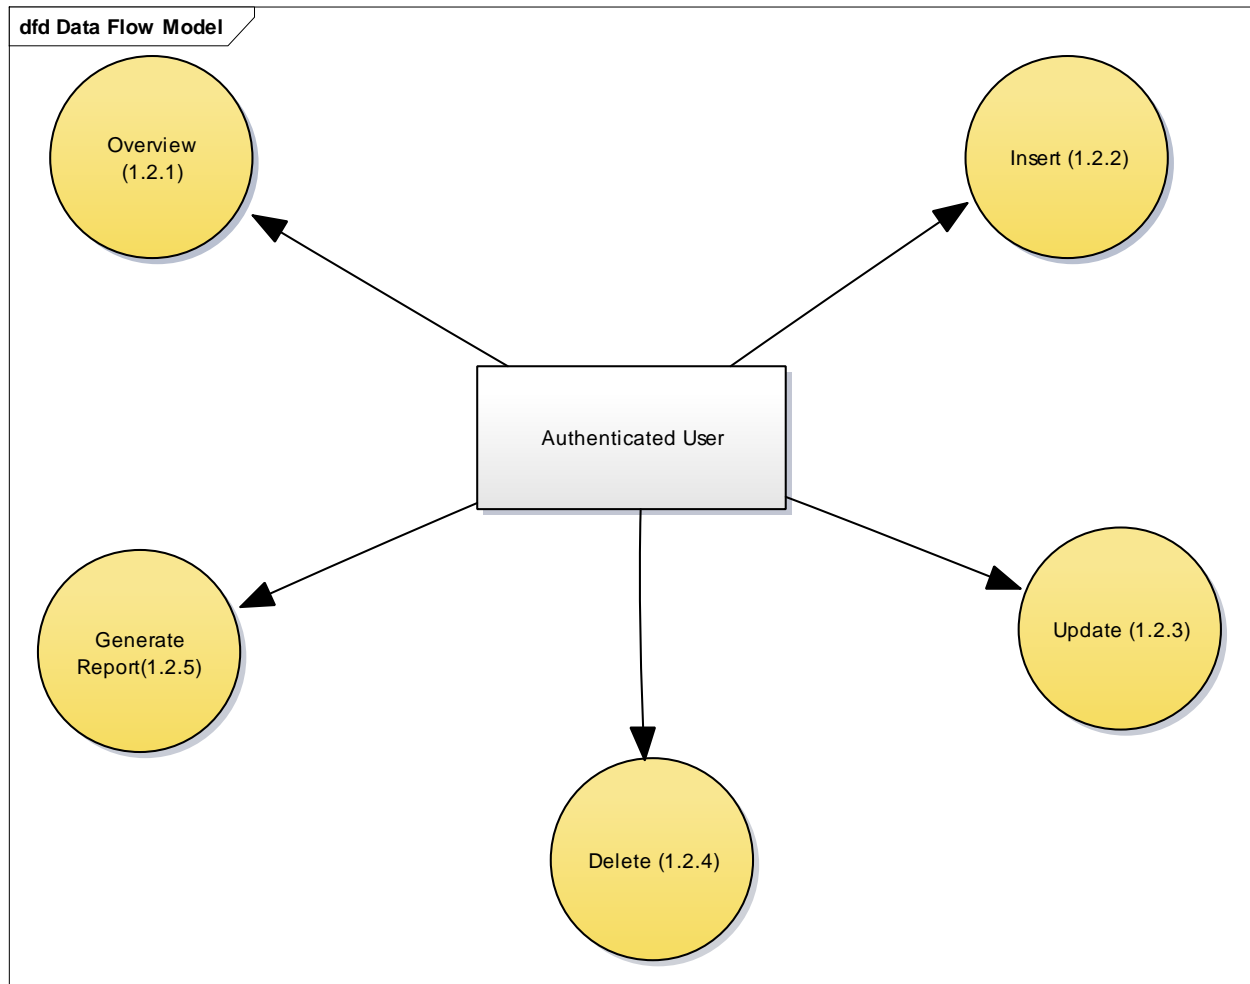 dfd Data Flow Model
Overview
(1.2.1)
Insert (1.2.2)
Authenticated User
Generate
Report(1.2.5)
Update (1.2.3)
Delete (1.2.4)